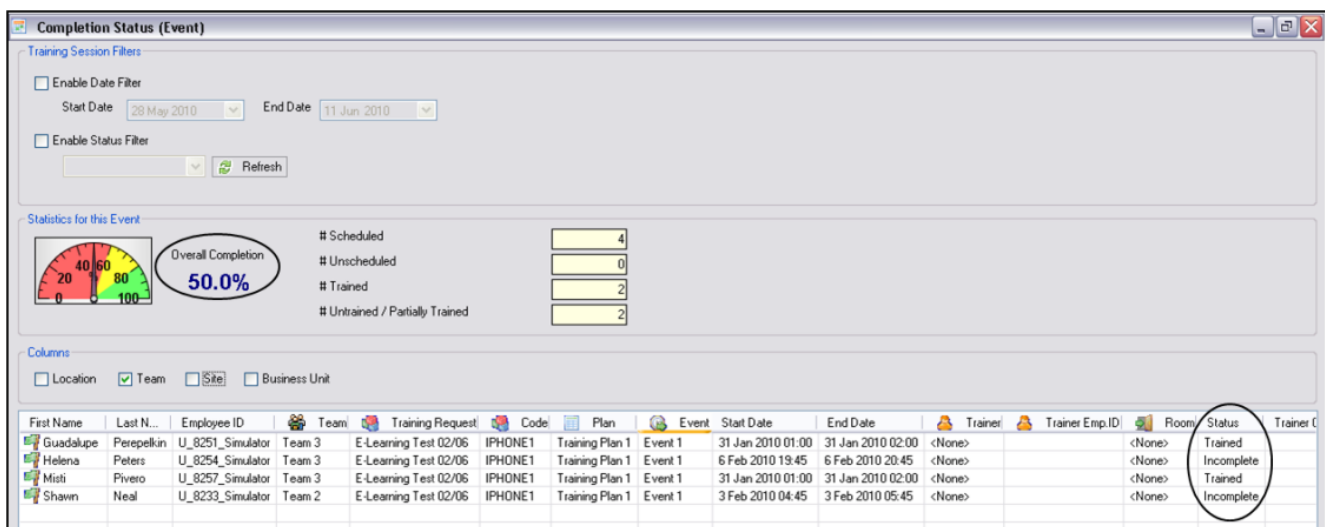 Completion Status (Event)
Training Session Filters
Enable Date Filter
Start Date 28 May 2010 End Date 11 Jun 2010
Enable Status Filter
Refresh
Statistics for this Event
20 40 60 80 0 100
Overall Completion
50.0%
# Scheduled 4
# Unscheduled 0
# Trained 2
# Untrained / Partially Trained 2
Columns
Location Team Site Business Unit
First Name Last N... Employee ID Team Training Request Code Plan Event Start Date End Date Trainer Trainer Emp.ID Room Status Trainer
Guadalupe Perepelkin U_8251_Simulator Team 3 E-Learning Test 02/06 IPHONE1 Training Plan 1 Event 1 31 Jan 2010 01:00 31 Jan 2010 02:00 <None> <None> Trained
Helena Peters U_8254_Simulator Team 3 E-Learning Test 02/06 IPHONE1 Training Plan 1 Event 1 6 Feb 2010 19:45 6 Feb 2010 20:45 <None> <None> Incomplete
Misti Pivero U_8257_Simulator Team 3 E-Learning Test 02/06 IPHONE1 Training Plan 1 Event 1 31 Jan 2010 01:00 31 Jan 2010 02:00 <None> <None> Trained
Shawn Neal U_8233_Simulator Team 2 E-Learning Test 02/06 IPHONE1 Training Plan 1 Event 1 3 Feb 2010 04:45 3 Feb 2010 05:45 <None> <None> Incomplete